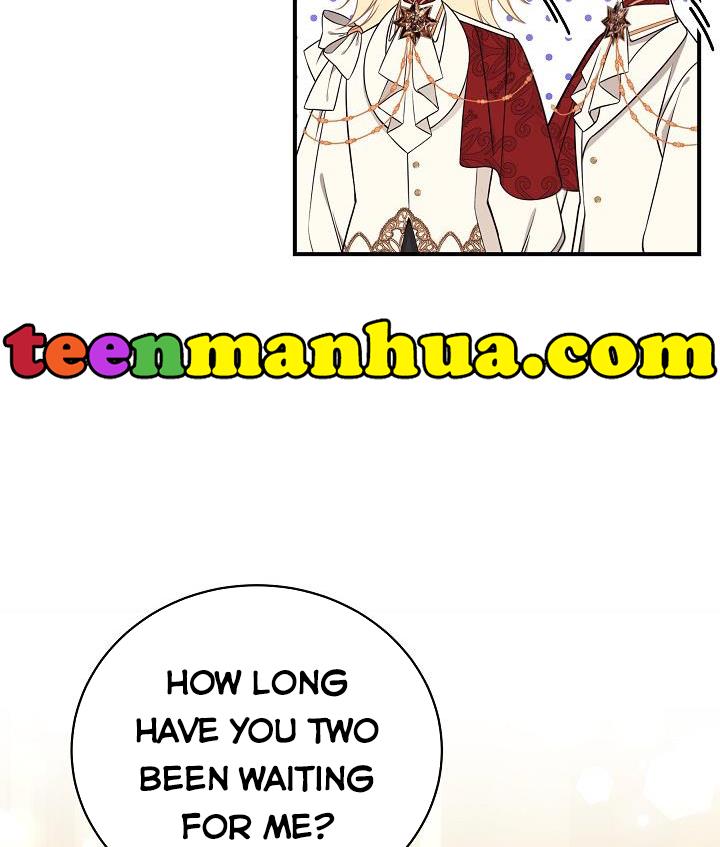 teenmanhua.com
HOW LONG
HAVE YOU TWO
BEEN WAITING
FOR ME?